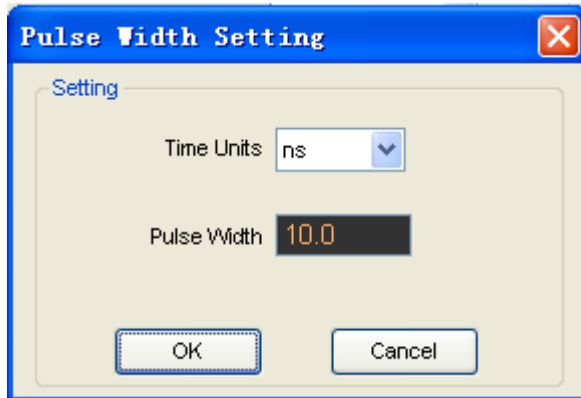 Pulse Width Setting
Setting
Time Units ns
Pulse Width 10.0
OK Cancel